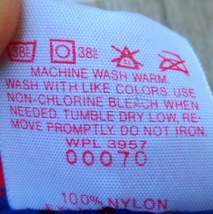 38
38
MACHINE WASH WARM
WASH WITH LIKE COLORS. USE
NON-CHLORINE BLEACH WHEN
NEEDED. TUMBLE DRY LOW, RE-
MOVE PROMPTLY. DO NOT IRON.
WPL 3957
00070
100% NYLON